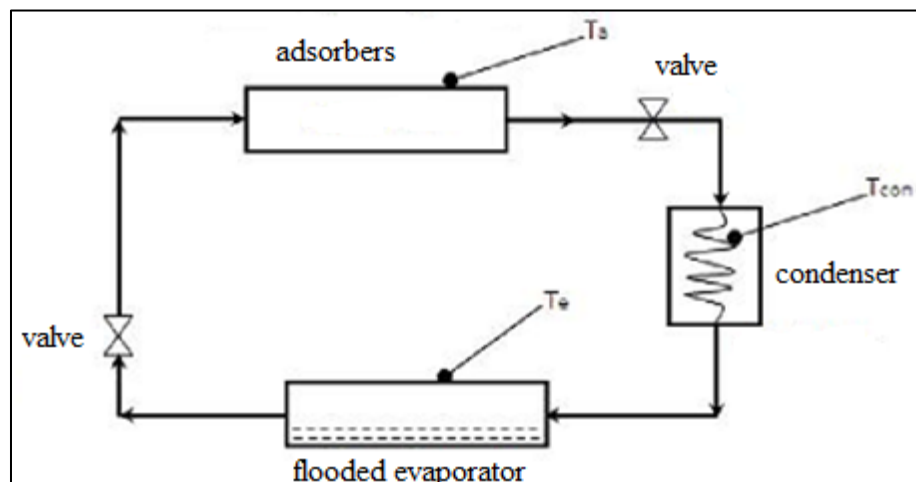 Ta
adsorbers
valve
Tcon
condenser
Te
valve
flooded evaporator